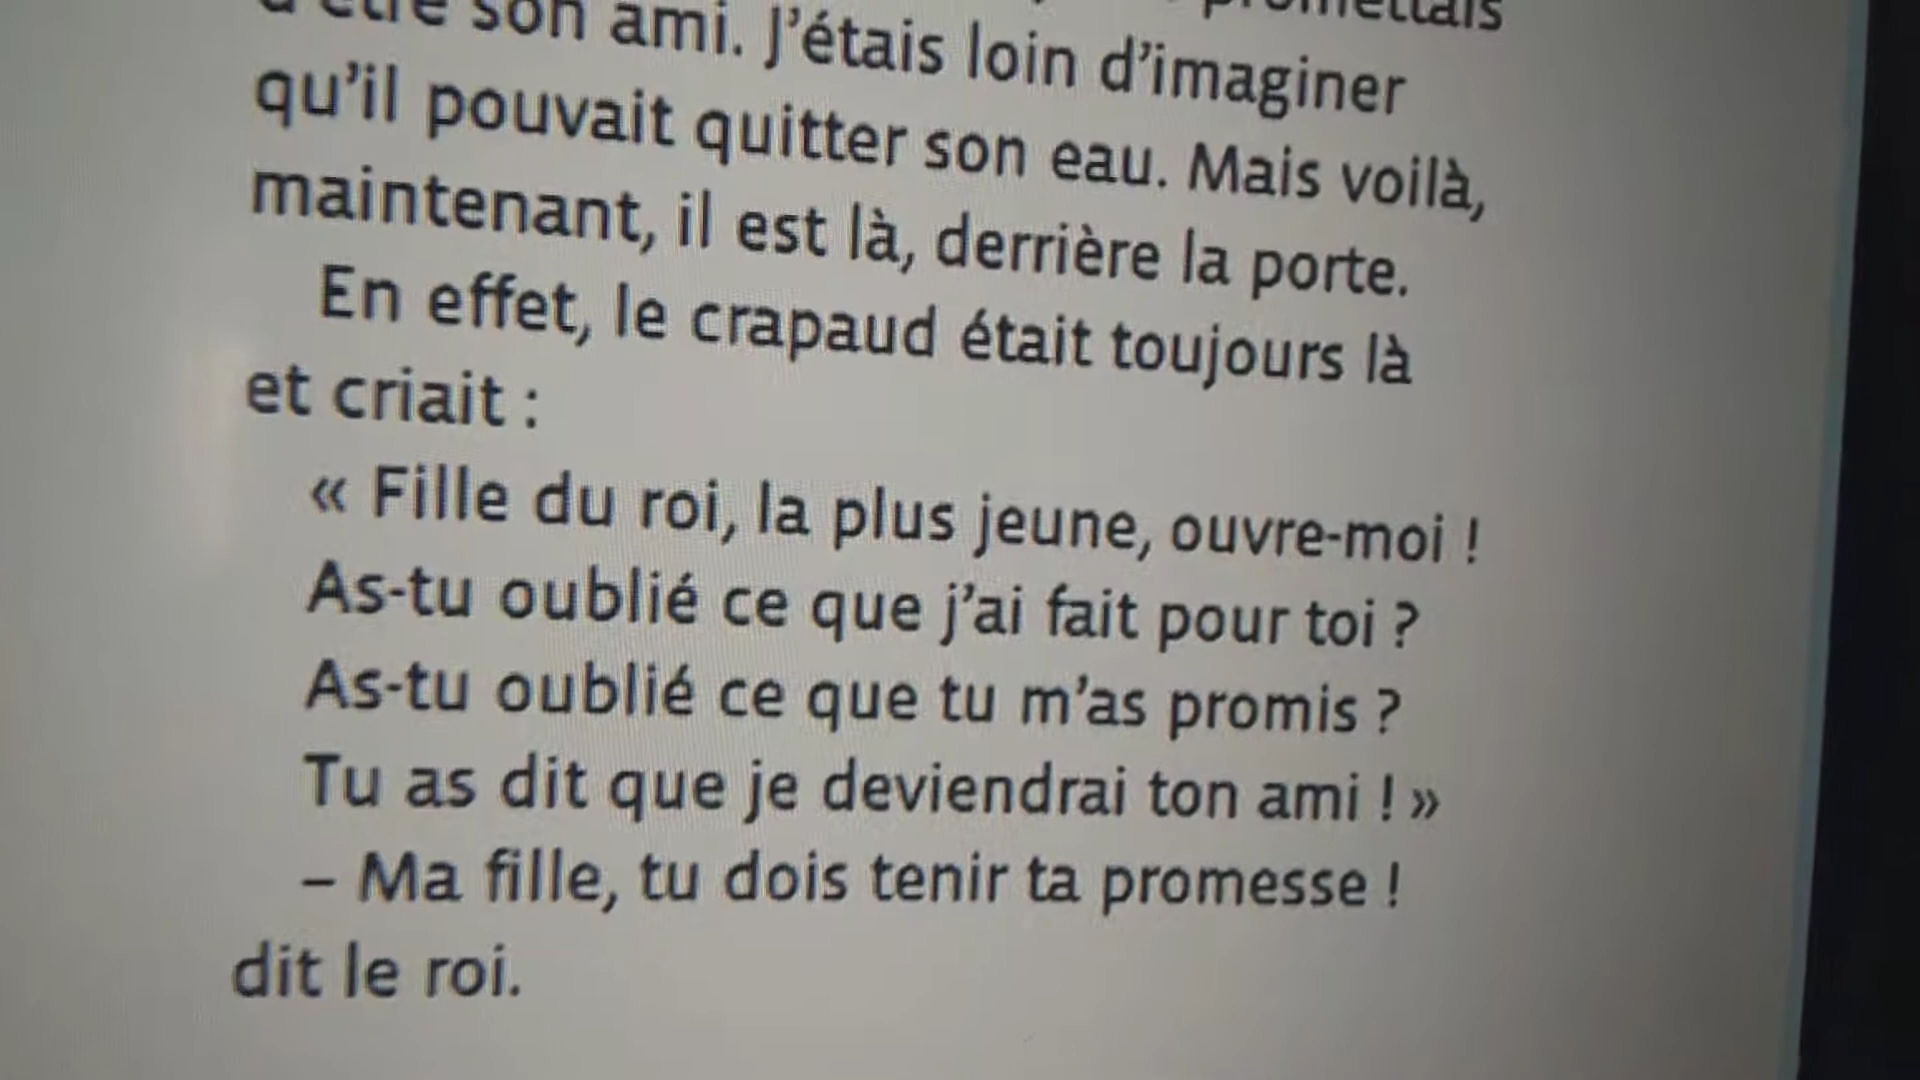 d'être son ami. J'étais loin d'imaginer
qu'il pouvait quitter son eau. Mais voilà,
maintenant, il est là, derrière la porte.
En effet, le crapaud était toujours là
et criait :
« Fille du roi, la plus jeune, ouvre-moi !
As-tu oublié ce que j'ai fait pour toi ?
As-tu oublié ce que tu m'as promis ?
Tu as dit que je deviendrai ton ami ! »
– Ma fille, tu dois tenir ta promesse !
dit le roi.